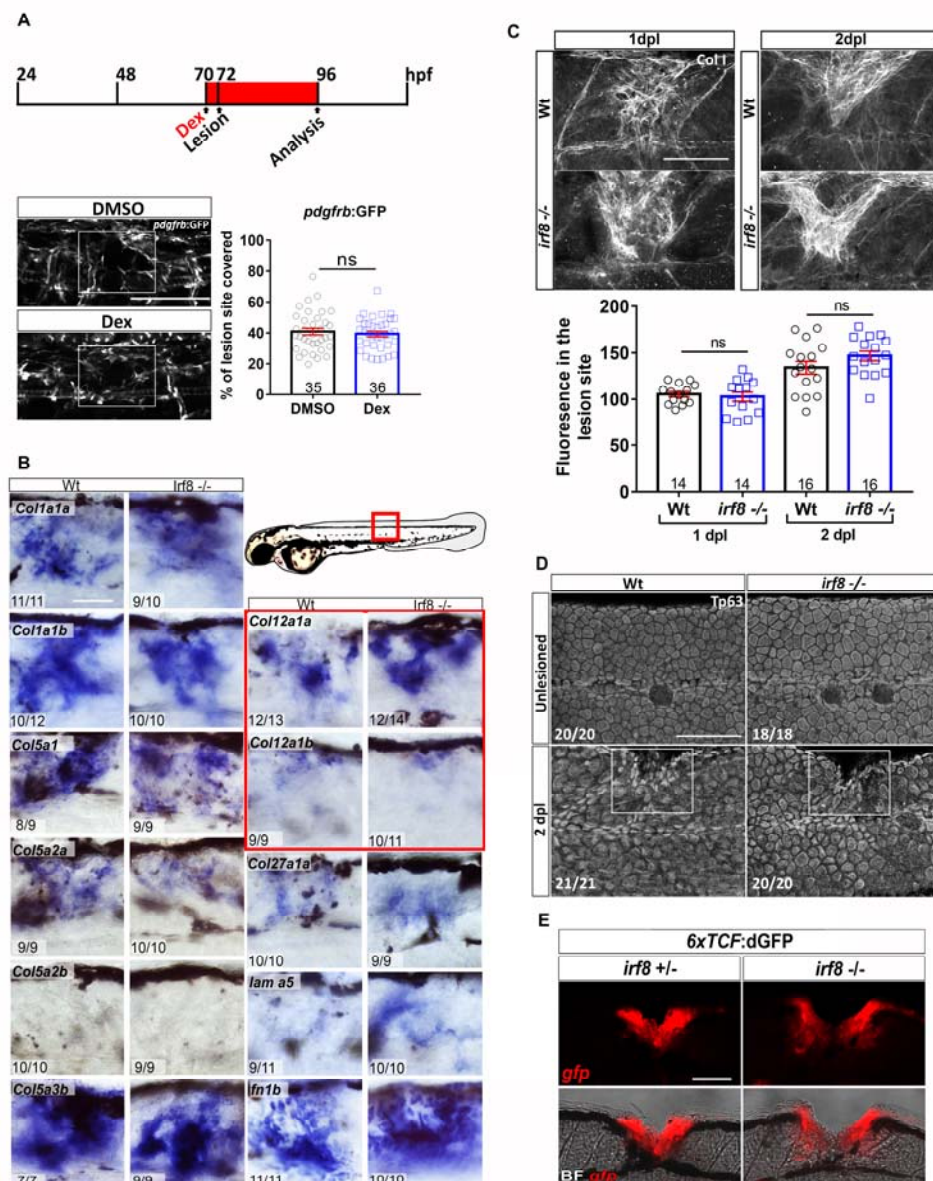 A
24 48 70 72 96 hpf
Dex
Lesion
Analysis
DMSO
pdgfrb:GFP
Dex
pdgfrb:GFP
ns
% of lesion site covered
100
80
60
40
20
0
35 36
DMSO Dex
B
Wt Irf8 -/-
Col1a1a
11/11 9/10
Col1a1b
10/12 10/10
Col5a1
8/9 9/9
Col5a2a
9/9 10/10
Col5a2b
10/10 9/9
Col5a3b
7/7 9/9
Wt Irf8 -/-
Col12a1a
12/13 12/14
Col12a1b
9/9 10/11
Col27a1a
10/10 9/9
lam a5
9/11 10/10
fn1b
11/11 10/10
C
1dpl 2dpl
Wt
Col I
irf8 -/-
Fluoresence in the
lesion site
200
150
100
50
0
ns ns
14 14 16 16
Wt irf8 -/- Wt irf8 -/-
1 dpl 2 dpl
D
Wt irf8 -/-
Tp63
Unlesioned
20/20 18/18
2 dpl
21/21 20/20
E
6xTCF:dGFP
irf8 +/- irf8 -/-
gfp
BF gfp